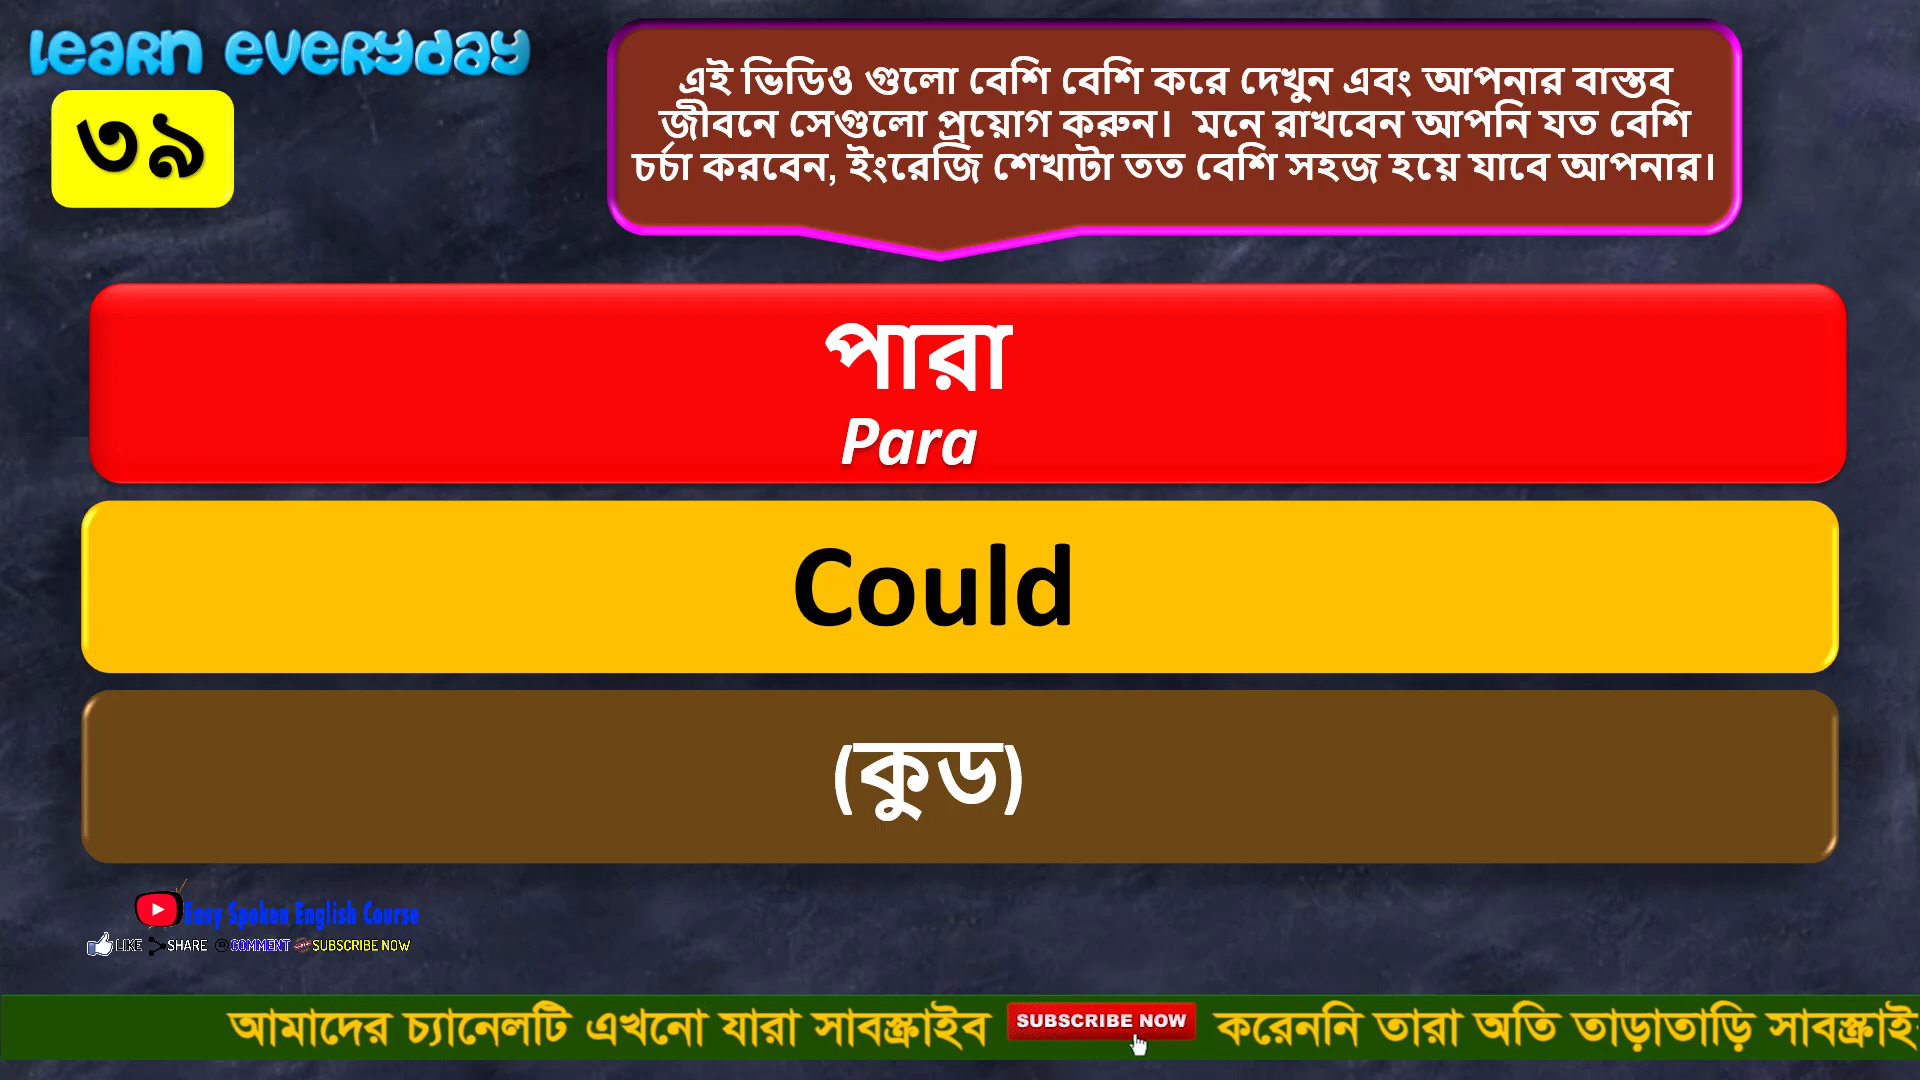 Learn Everyday
৩৯
এই ভিডিও গুলো বেশি বেশি করে দেখুন এবং আপনার বাস্তব
জীবনে সেগুলো প্রয়োগ করুন। মনে রাখবেন আপনি যত বেশি
চর্চা করবেন, ইংরেজি শেখাটা তত বেশি সহজ হয়ে যাবে আপনার।
পারা
Para
Could
(কুড)
Easy Spoken English Course
LIKE SHARE COMMENT SUBSCRIBE NOW
আমাদের চ্যানেলটি এখনো যারা সাবস্ক্রাইব SUBSCRIBE NOW করেননি তারা অতি তাড়াতাড়ি সাবস্ক্রাই